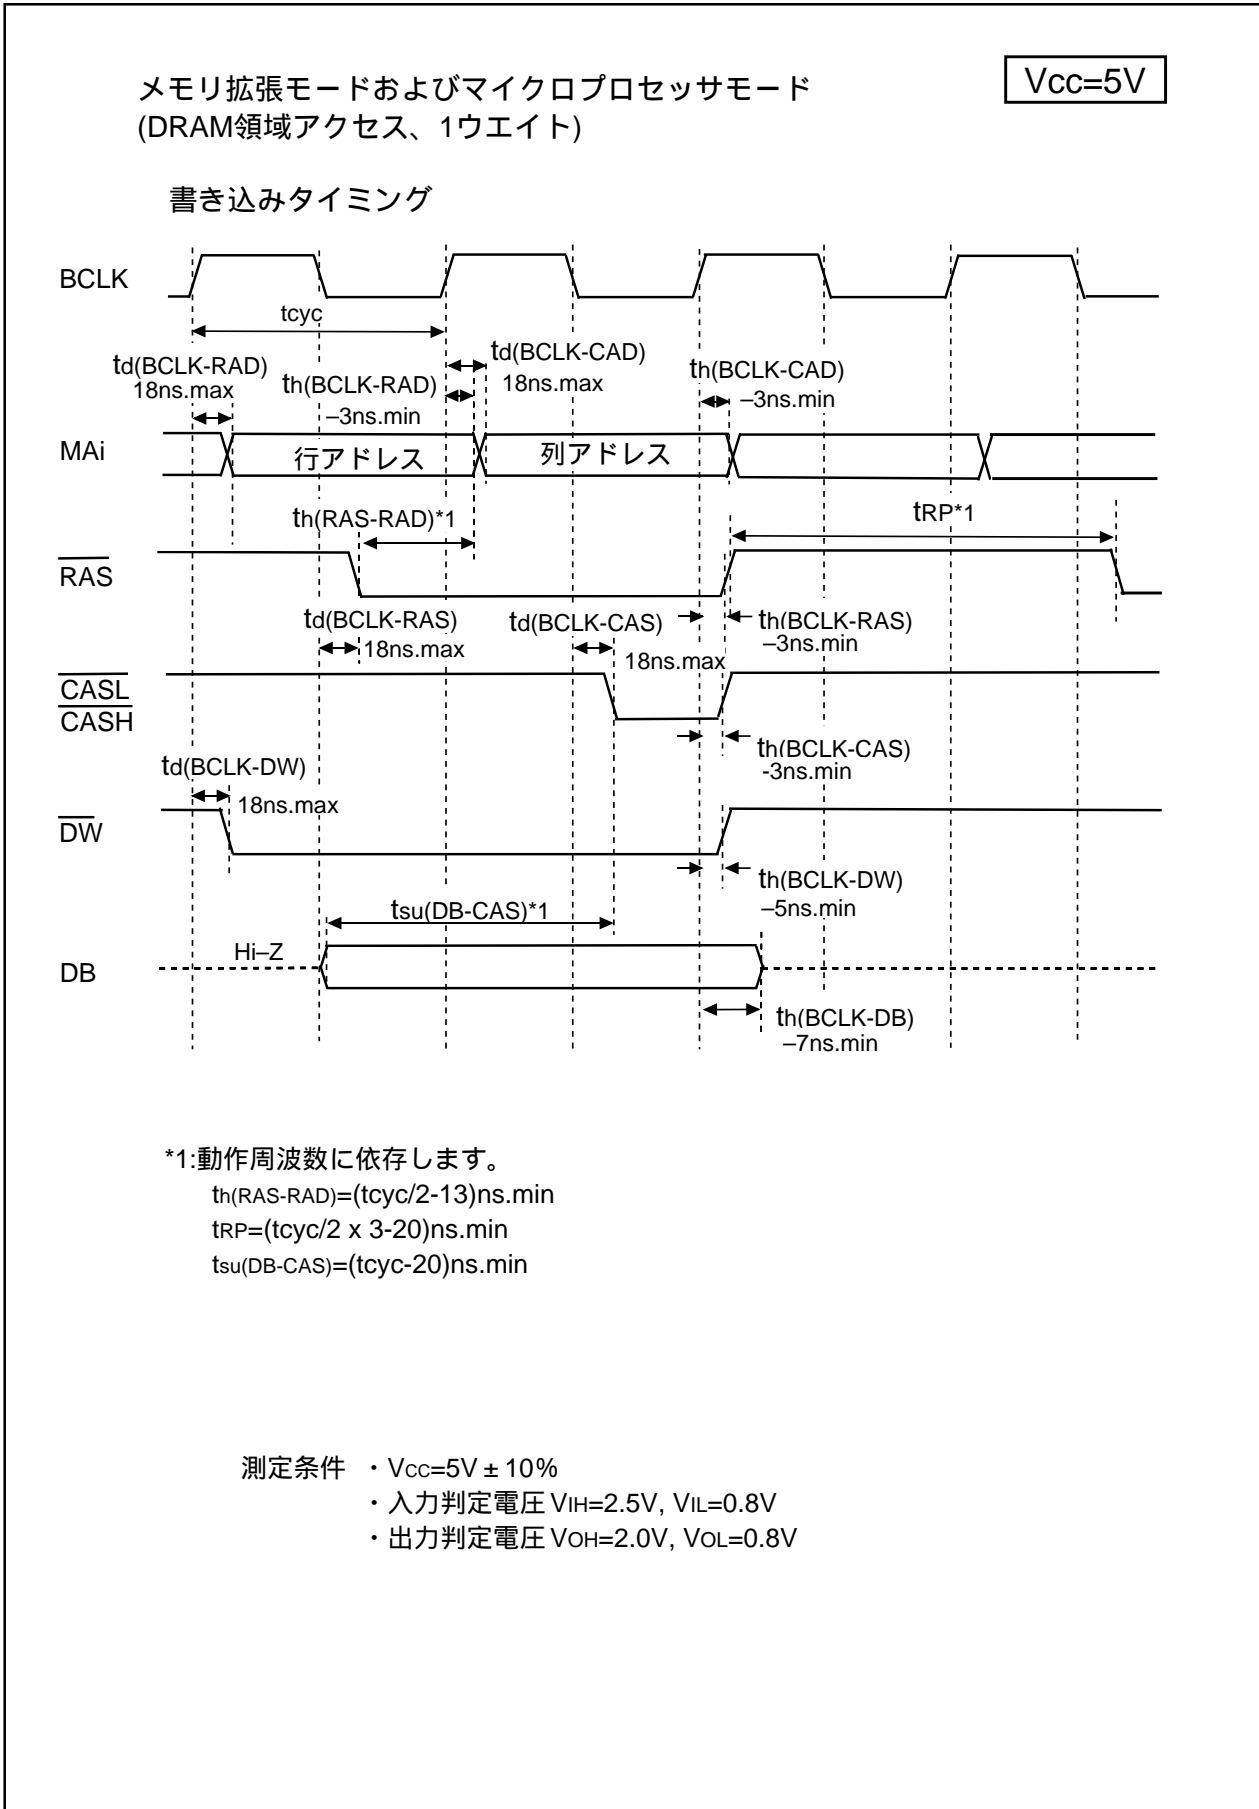 Vcc=5V
メモリ拡張モードおよびマイクロプロセッサモード
(DRAM領域アクセス、1ウエイト)
書き込みタイミング
BCLK
tcyc
td(BCLK-RAD)
18ns.max
th(BCLK-RAD)
–3ns.min
td(BCLK-CAD)
18ns.max
th(BCLK-CAD)
–3ns.min
MAi
行アドレス
列アドレス
th(RAS-RAD)*1
tRP*1
RAS
td(BCLK-RAS)
18ns.max
td(BCLK-CAS)
18ns.max
th(BCLK-RAS)
–3ns.min
CASL
CASH
th(BCLK-CAS)
-3ns.min
td(BCLK-DW)
18ns.max
DW
th(BCLK-DW)
–5ns.min
tsu(DB-CAS)*1
Hi–Z
DB
th(BCLK-DB)
–7ns.min
*1:動作周波数に依存します。
th(RAS-RAD)=(tcyc/2-13)ns.min
tRP=(tcyc/2 x 3-20)ns.min
tsu(DB-CAS)=(tcyc-20)ns.min
測定条件 ・VCC=5V±10%
・入力判定電圧 VIH=2.5V, VIL=0.8V
・出力判定電圧 VOH=2.0V, VOL=0.8V